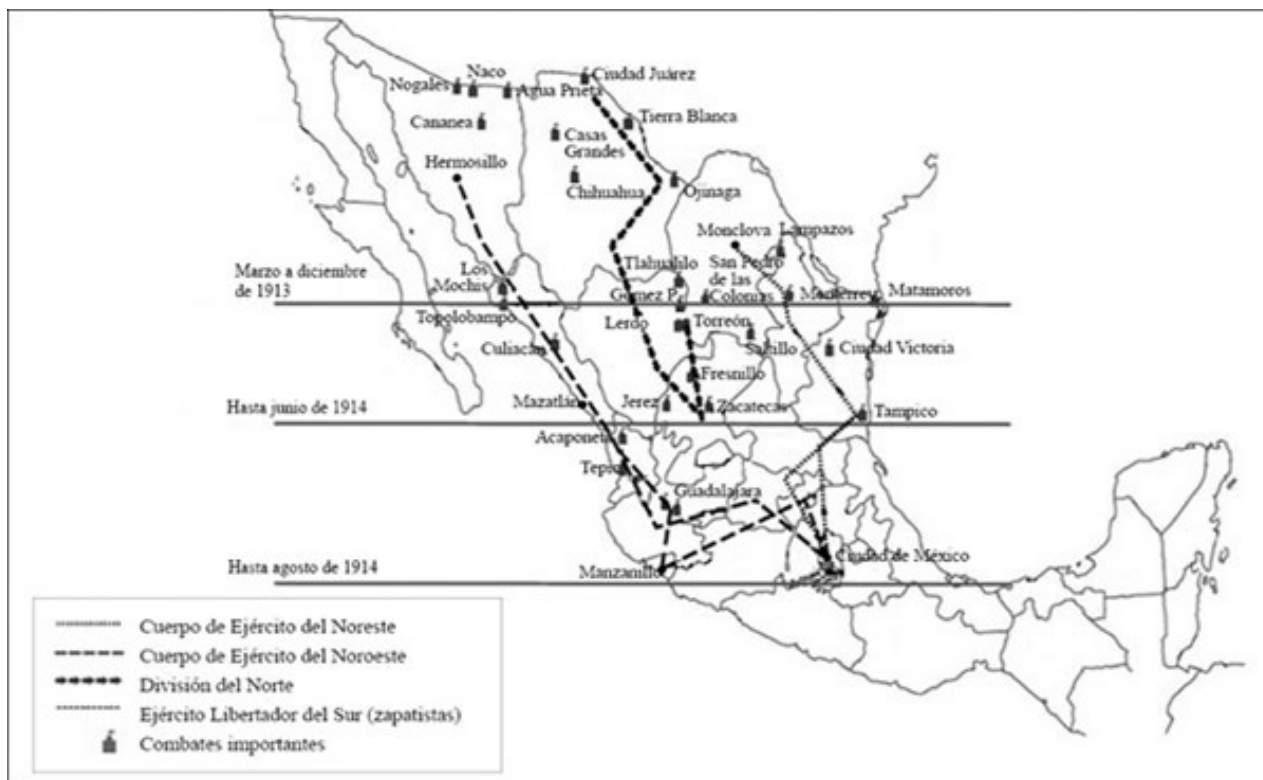 Naco
Ciudad Juárez
Nogales
Agua Prieta
Cananea
Tierra Blanca
Casas
Grandes
Hermosillo
Chihuahua
Ojinaga
Monclova
Lampazos
Tlahualilo
San Pedro
de las
Colonias
Marzo a diciembre
de 1913
Los
Mochis
Gómez P.
Monterrey
Matamoros
Topolobampo
Lerdo
Torreón
Culiacán
Saltillo
Ciudad Victoria
Fresnillo
Hasta junio de 1914
Mazatlán
Jerez
Zacatecas
Tampico
Acaponeta
Tepic
Guadalajara
Ciudad de México
Hasta agosto de 1914
Manzanillo
Cuerpo de Ejército del Noreste
Cuerpo de Ejército del Noroeste
División del Norte
Ejército Libertador del Sur (zapatistas)
Combates importantes